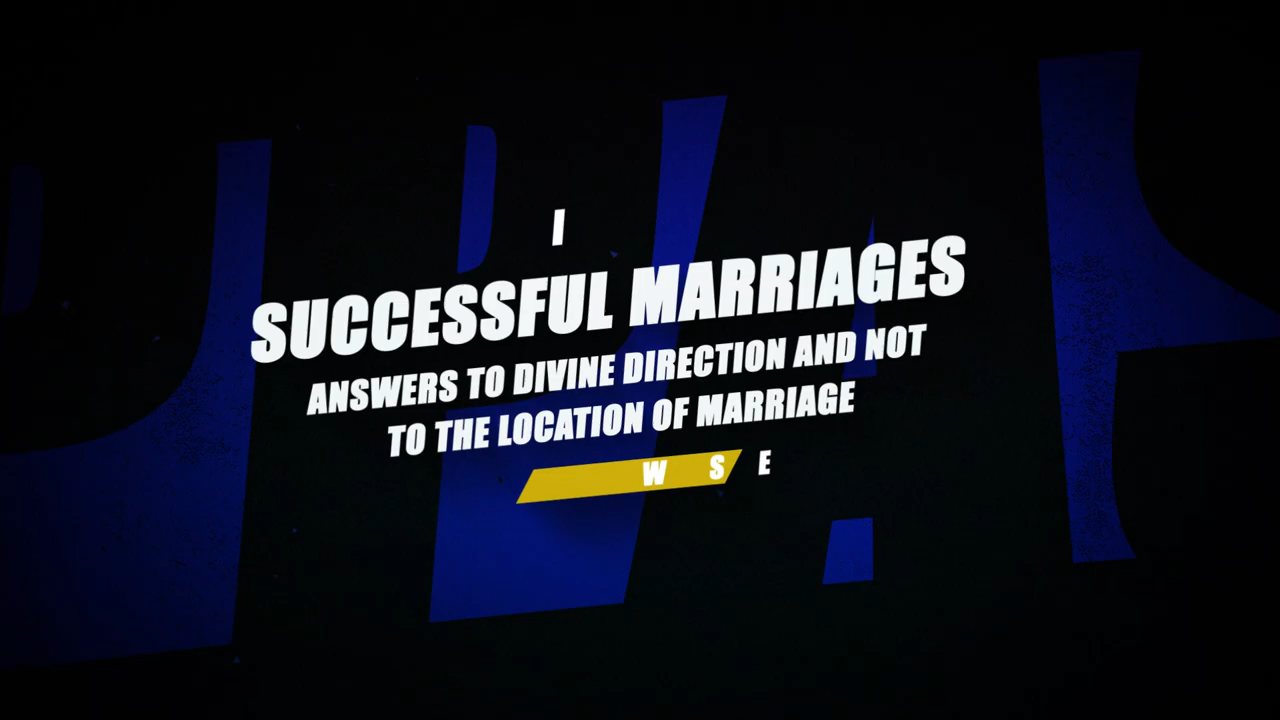 I
SUCCESSFUL MARRIAGES
ANSWERS TO DIVINE DIRECTION AND NOT
TO THE LOCATION OF MARRIAGE
W S E